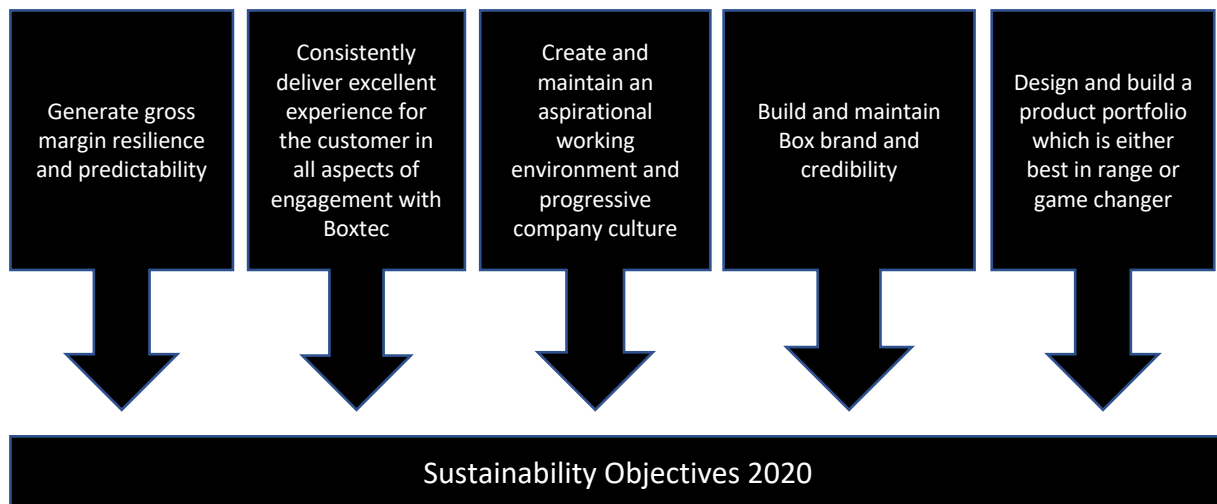 Generate gross
margin resilience
and predictability
Consistently
deliver excellent
experience for
the customer in
all aspects of
engagement with
Boxtec
Create and
maintain an
aspirational
working
environment and
progressive
company culture
Build and maintain
Box brand and
credibility
Design and build a
product portfolio
which is either
best in range or
game changer
Sustainability Objectives 2020